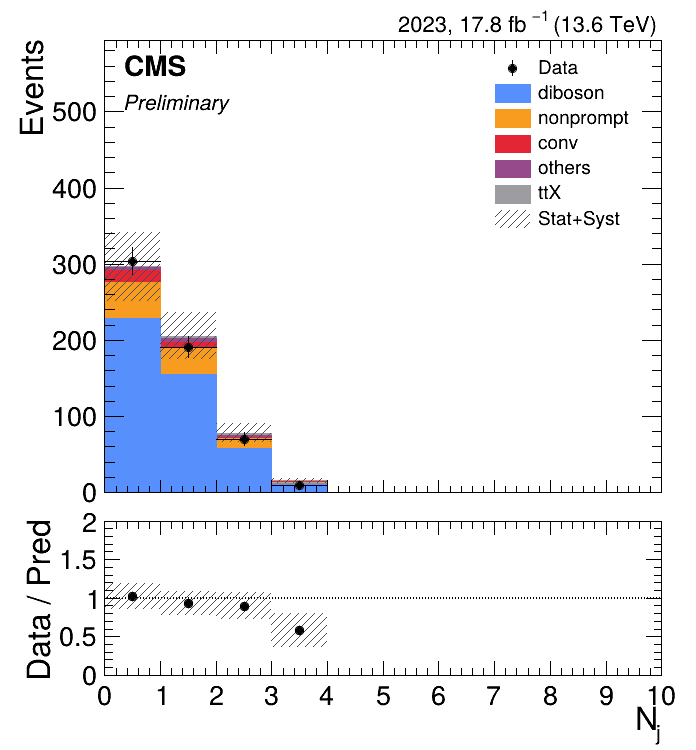 2023, 17.8 fb⁻¹ (13.6 TeV)
CMS
Preliminary
Events
Data
diboson
nonprompt
conv
others
ttX
Stat+Syst
500
400
300
200
100
0
Data / Pred
2
1.5
1
0.5
0
0 1 2 3 4 5 6 7 8 9 10
N_j